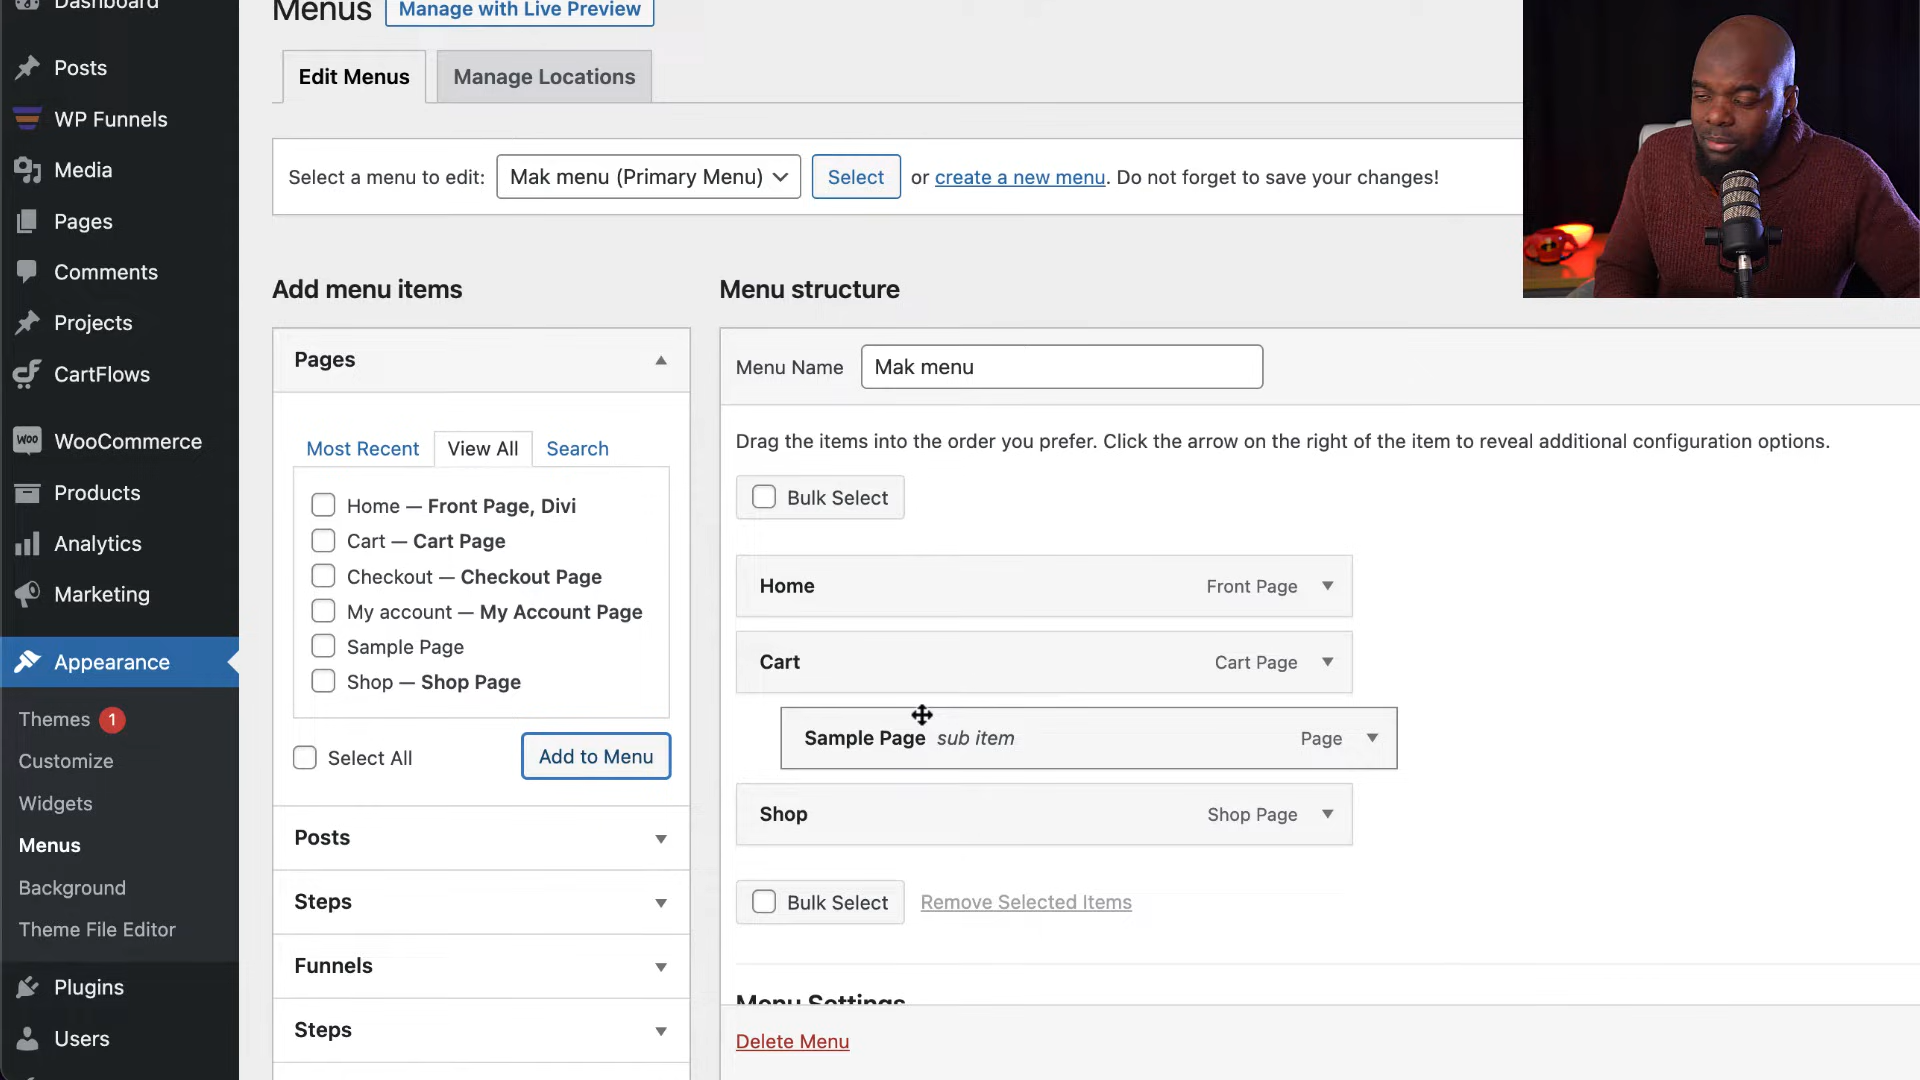 Dashboard
Posts
WP Funnels
Media
Pages
Comments
Projects
CartFlows
WooCommerce
Products
Analytics
Marketing
Appearance
Themes 1
Customize
Widgets
Menus
Background
Theme File Editor
Plugins
Users
Menus Manage with Live Preview
Edit Menus Manage Locations
Select a menu to edit: Mak menu (Primary Menu) Select or create a new menu. Do not forget to save your changes!
Add menu items
Pages
Most Recent View All Search
Home — Front Page, Divi
Cart — Cart Page
Checkout — Checkout Page
My account — My Account Page
Sample Page
Shop — Shop Page
Select All Add to Menu
Posts
Steps
Funnels
Steps
Menu structure
Menu Name Mak menu
Drag the items into the order you prefer. Click the arrow on the right of the item to reveal additional configuration options.
Bulk Select
Home Front Page
Cart Cart Page
Sample Page sub item Page
Shop Shop Page
Bulk Select Remove Selected Items
Menu Settings
Delete Menu